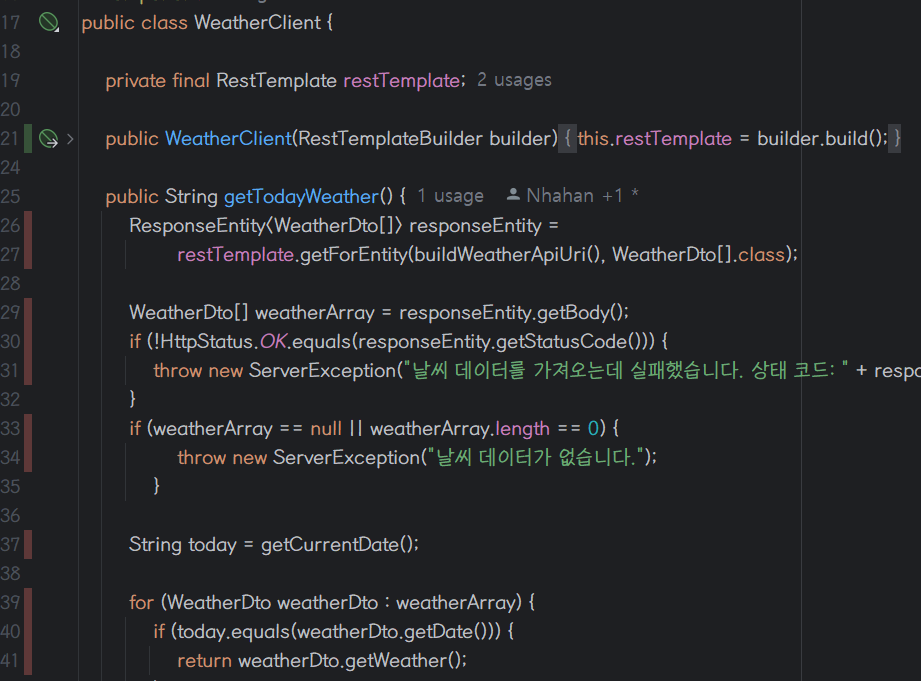 17 public class WeatherClient {
18
19 private final RestTemplate restTemplate; 2 usages
20
21 public WeatherClient(RestTemplateBuilder builder) { this.restTemplate = builder.build(); }
24
25 public String getTodayWeather() { 1 usage Nhahan +1 *
26 ResponseEntity<WeatherDto[]> responseEntity =
27 restTemplate.getForEntity(buildWeatherApiUri(), WeatherDto[].class);
28
29 WeatherDto[] weatherArray = responseEntity.getBody();
30 if (!HttpStatus.OK.equals(responseEntity.getStatusCode())) {
31 throw new ServerException("날씨 데이터를 가져오는데 실패했습니다. 상태 코드: " + respo
32 }
33 if (weatherArray == null || weatherArray.length == 0) {
34 throw new ServerException("날씨 데이터가 없습니다.");
35 }
36
37 String today = getCurrentDate();
38
39 for (WeatherDto weatherDto : weatherArray) {
40 if (today.equals(weatherDto.getDate())) {
41 return weatherDto.getWeather();